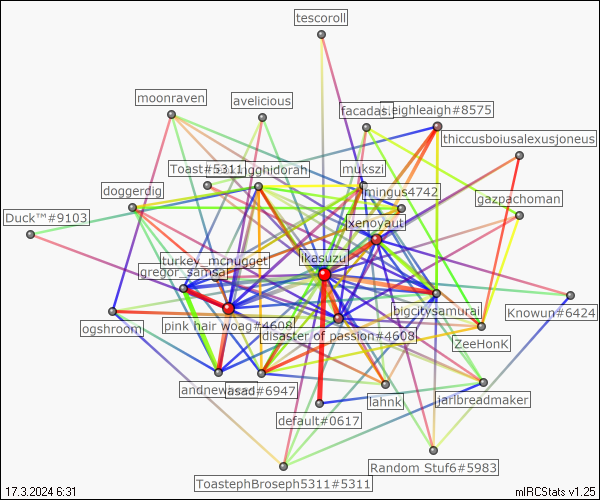 tescoroll
moonraven
avelicious
facadas.
leighleigh#8575
thiccusboiusalexusjoneus
Toast#5311
gghidorah
mukszi
mingus4742
doggerdig
gazpachoman
Duck™#9103
xenoyaut
turkey_mcnugget
ikasuzu
gregor_samsa
Knowun#6424
ogshroom
pink hair woag#4608
bigcitysamurai
disaster of passion#4608
ZeeHonK
asad#6947
lahnk
jarlbreadmaker
default#0617
Random Stuf6#5983
ToastephBroseph5311#5311
17.3.2024 6:31
mIRCStats v1.25